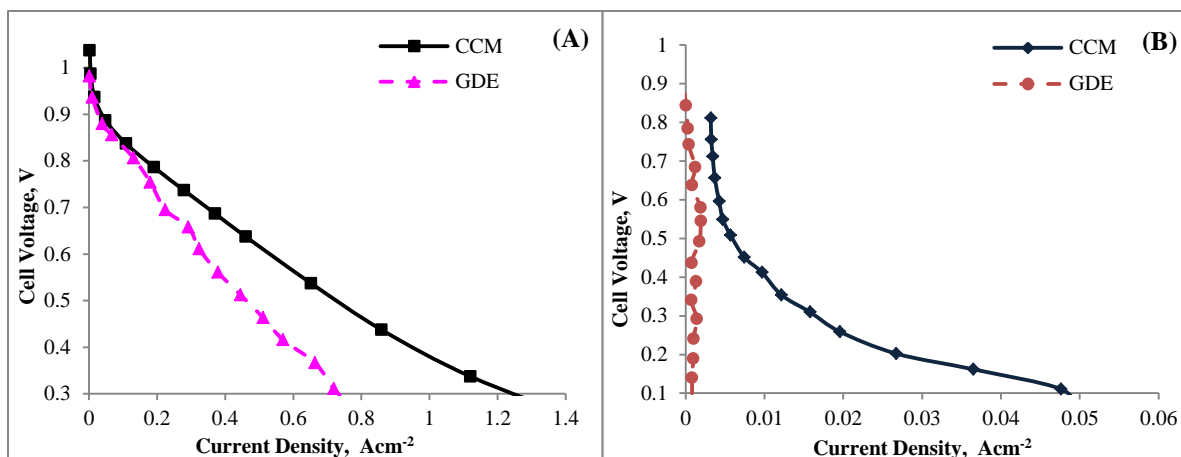 (A)
CCM
GDE
1
0.9
0.8
0.7
0.6
0.5
0.4
0.3
Cell Voltage, V
0 0.2 0.4 0.6 0.8 1 1.2 1.4
Current Density, Acm⁻²
(B)
CCM
GDE
1
0.9
0.8
0.7
0.6
0.5
0.4
0.3
0.2
0.1
Cell Voltage, V
0 0.01 0.02 0.03 0.04 0.05 0.06
Current Density, Acm⁻²